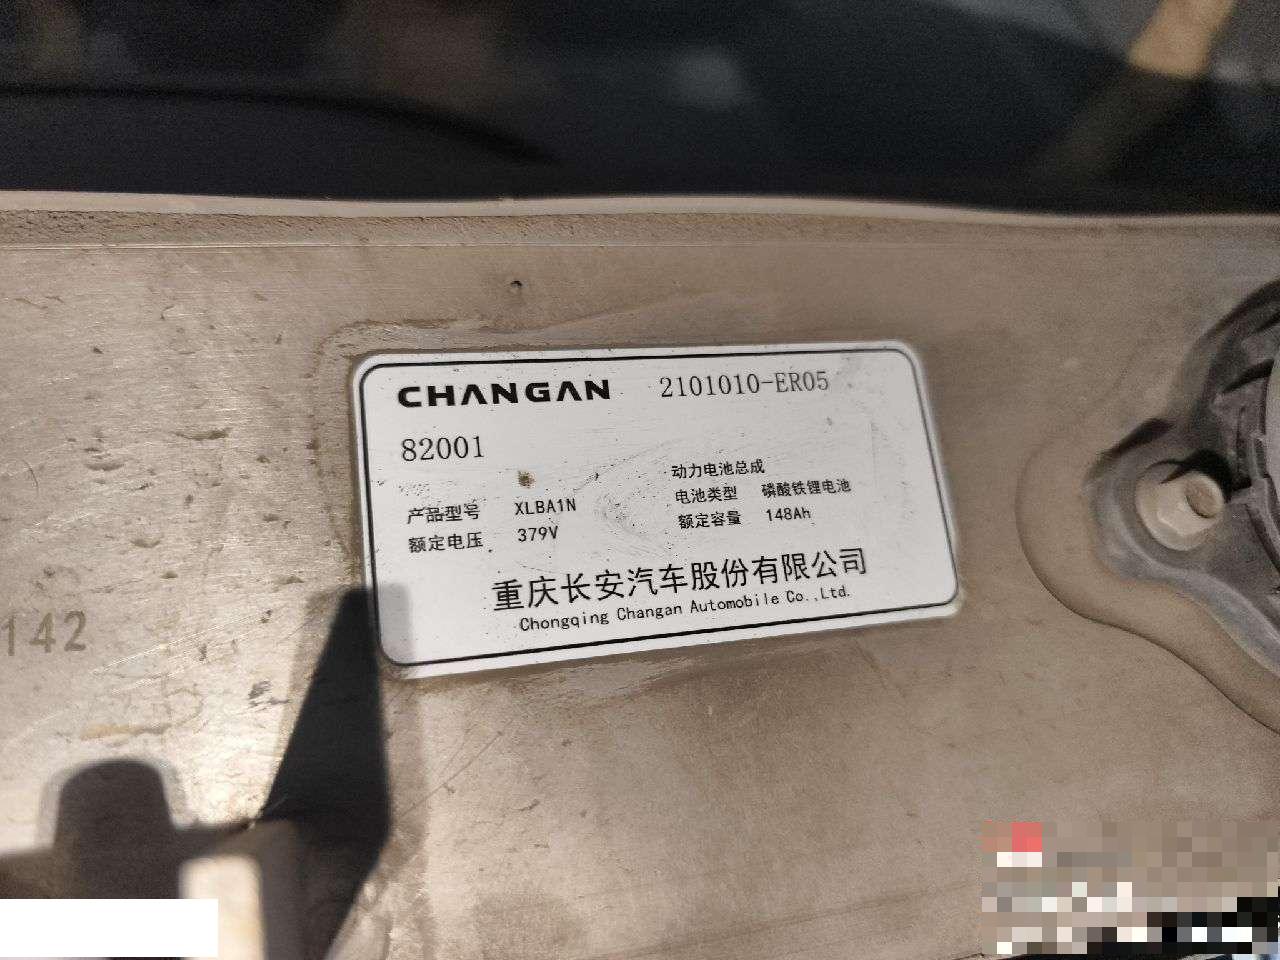 CHANGAN 2101010-ER05
82001
动力电池总成
产品型号 XLBA1N 电池类型 磷酸铁锂电池
额定电压 379V 额定容量 148Ah
重庆长安汽车股份有限公司
Chongqing Changan Automobile Co.,Ltd.
142